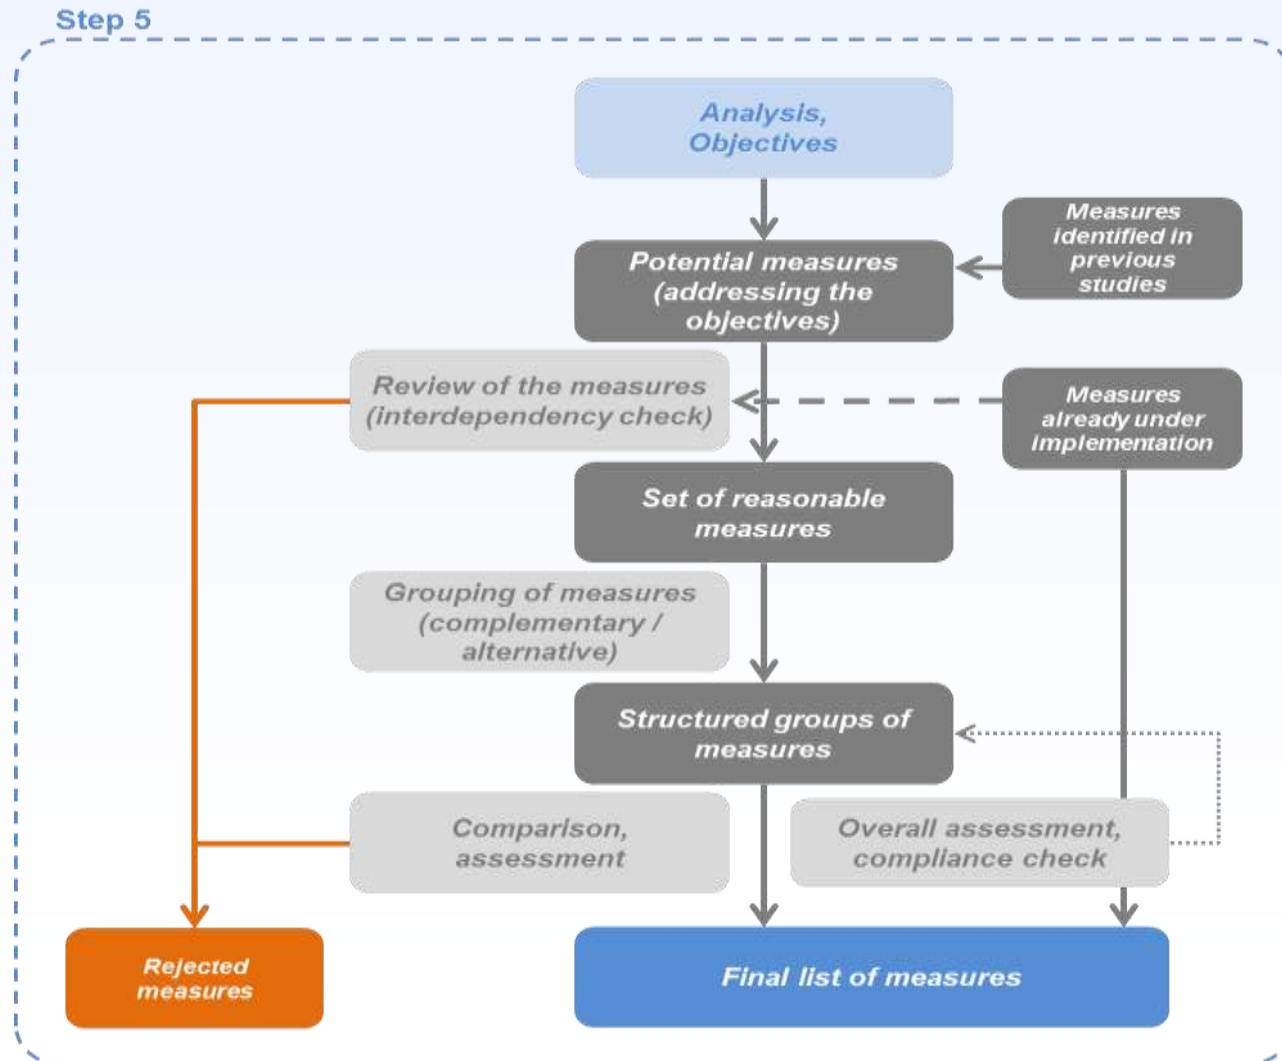 Step 5
Analysis,
Objectives
Measures
identified in
previous
studies
Potential measures
(addressing the
objectives)
Review of the measures
(interdependency check)
Measures
already under
implementation
Set of reasonable
measures
Grouping of measures
(complementary /
alternative)
Structured groups of
measures
Comparison,
assessment
Overall assessment,
compliance check
Rejected
measures
Final list of measures